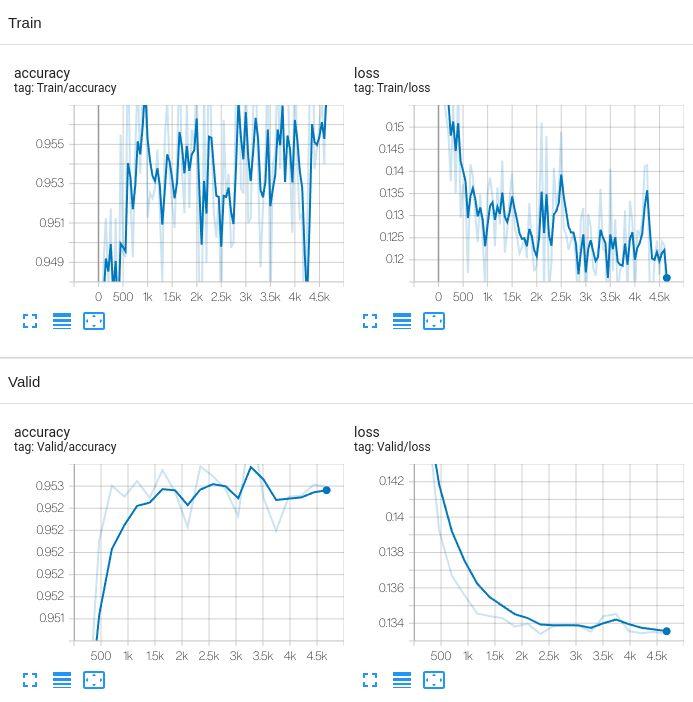 Train
accuracy
tag: Train/accuracy
0.955
0.953
0.951
0.949
0 500 1k 1.5k 2k 2.5k 3k 3.5k 4k 4.5k
loss
tag: Train/loss
0.15
0.145
0.14
0.135
0.13
0.125
0.12
0 500 1k 1.5k 2k 2.5k 3k 3.5k 4k 4.5k
Valid
accuracy
tag: Valid/accuracy
0.953
0.952
0.952
0.952
0.952
0.952
0.951
500 1k 1.5k 2k 2.5k 3k 3.5k 4k 4.5k
loss
tag: Valid/loss
0.142
0.14
0.138
0.136
0.134
500 1k 1.5k 2k 2.5k 3k 3.5k 4k 4.5k